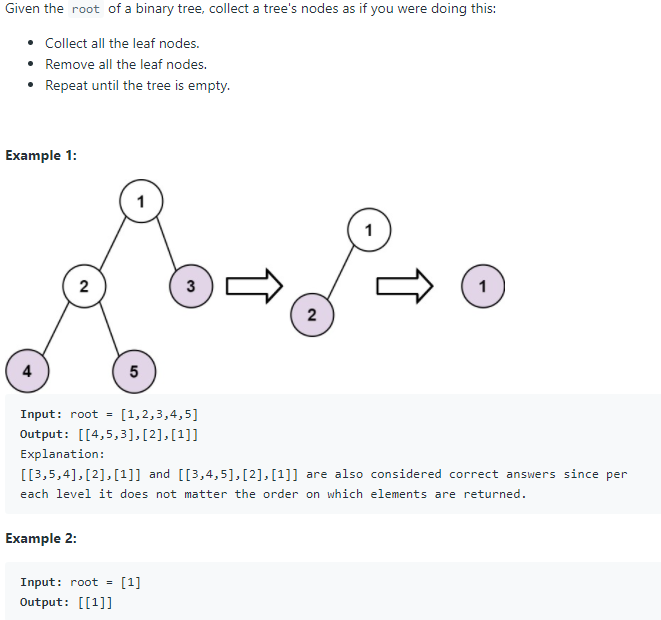 Given the root of a binary tree, collect a tree's nodes as if you were doing this:
• Collect all the leaf nodes.
• Remove all the leaf nodes.
• Repeat until the tree is empty.
Example 1:
1
1
2
3
1
2
4
5
Input: root = [1,2,3,4,5]
Output: [[4,5,3],[2],[1]]
Explanation:
[[3,5,4],[2],[1]] and [[3,4,5],[2],[1]] are also considered correct answers since per
each level it does not matter the order on which elements are returned.
Example 2:
Input: root = [1]
Output: [[1]]